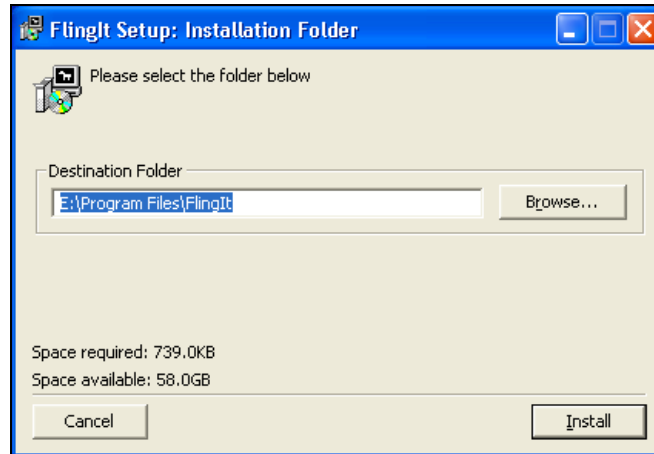 FlingIt Setup: Installation Folder
Please select the folder below
Destination Folder
E:\Program Files\FlingIt
Browse...
Space required: 739.0KB
Space available: 58.0GB
Cancel
Install